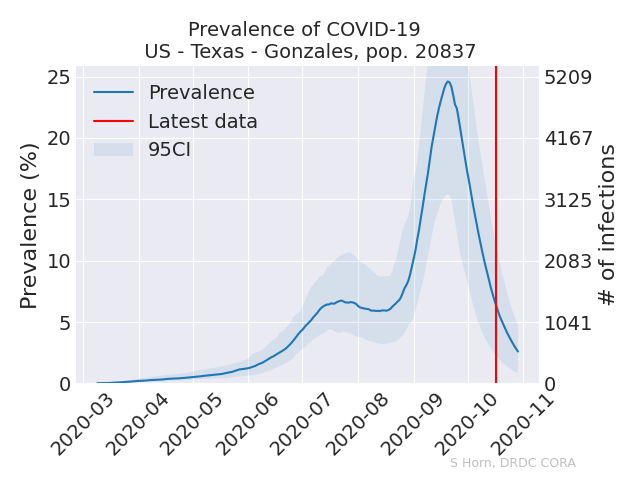 Prevalence of COVID-19
US - Texas - Gonzales, pop. 20837
Prevalence (%)
25
20
15
10
5
0
Prevalence
Latest data
95CI
5209
4167
3125
2083
1041
0
# of infections
2020-03
2020-04
2020-05
2020-06
2020-07
2020-08
2020-09
2020-10
2020-11
S Horn, DRDC CORA